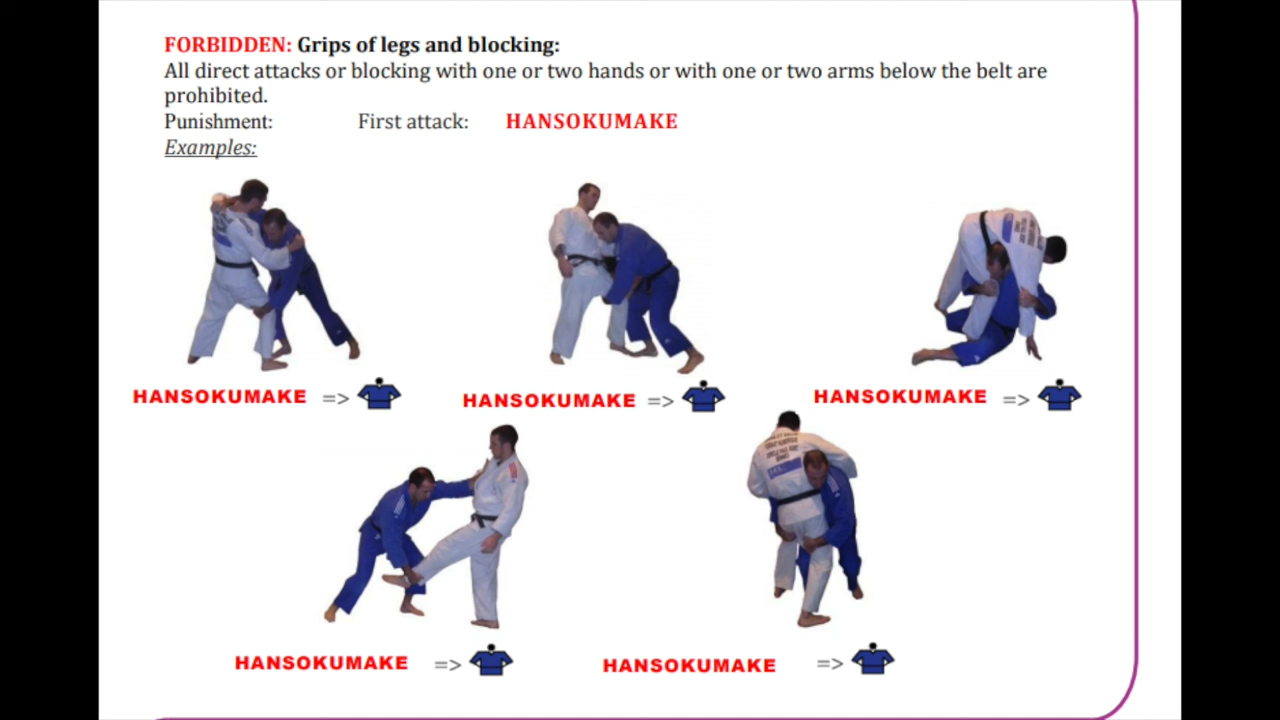 FORBIDDEN: Grips of legs and blocking:
All direct attacks or blocking with one or two hands or with one or two arms below the belt are
prohibited.
Punishment: First attack: HANSOKUMAKE
Examples:
HANSOKUMAKE =>
HANSOKUMAKE =>
HANSOKUMAKE =>
HANSOKUMAKE =>
HANSOKUMAKE =>